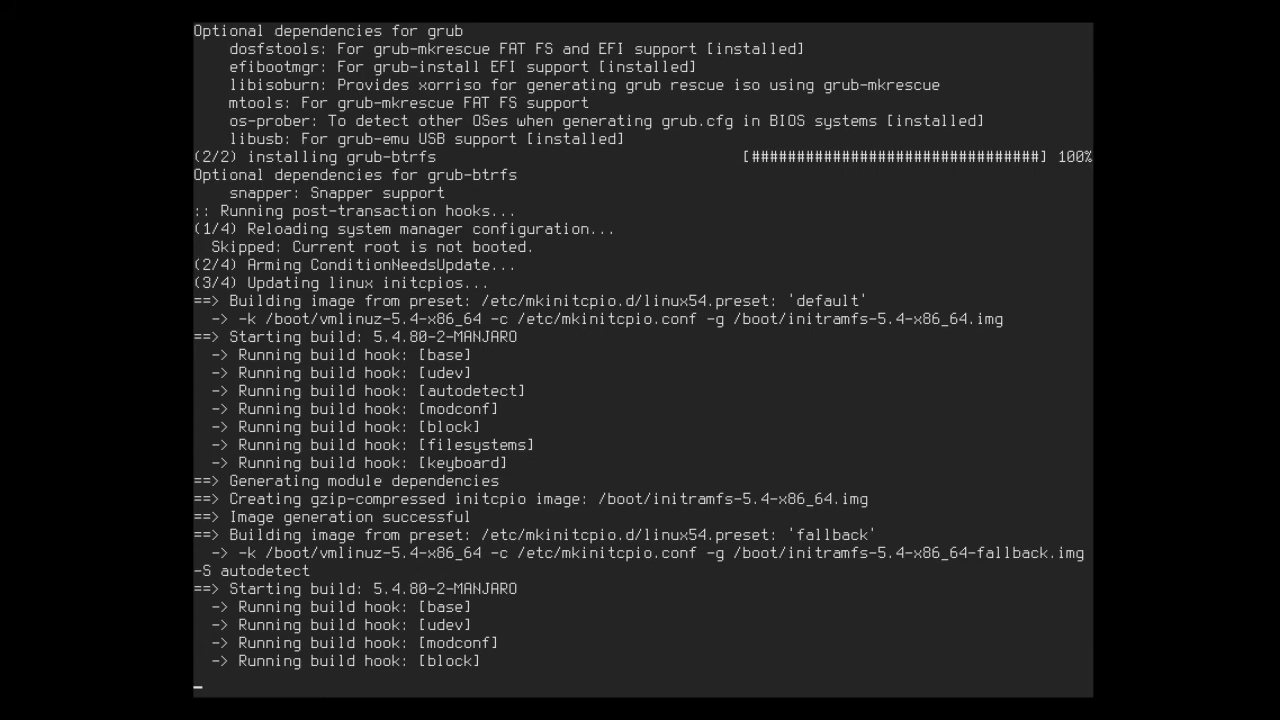 Optional dependencies for grub
    dosfstools: For grub-mkrescue FAT FS and EFI support [installed]
    efibootmgr: For grub-install EFI support [installed]
    libisoburn: Provides xorriso for generating grub rescue iso using grub-mkrescue
    mtools: For grub-mkrescue FAT FS support
    os-prober: To detect other OSes when generating grub.cfg in BIOS systems [installed]
    libusb: For grub-emu USB support [installed]
(2/2) installing grub-btrfs                                  [################################] 100%
Optional dependencies for grub-btrfs
    snapper: Snapper support
:: Running post-transaction hooks...
(1/4) Reloading system manager configuration...
  Skipped: Current root is not booted.
(2/4) Arming ConditionNeedsUpdate...
(3/4) Updating linux initcpios...
==> Building image from preset: /etc/mkinitcpio.d/linux54.preset: 'default'
  -> -k /boot/vmlinuz-5.4-x86_64 -c /etc/mkinitcpio.conf -g /boot/initramfs-5.4-x86_64.img
==> Starting build: 5.4.80-2-MANJARO
  -> Running build hook: [base]
  -> Running build hook: [udev]
  -> Running build hook: [autodetect]
  -> Running build hook: [modconf]
  -> Running build hook: [block]
  -> Running build hook: [filesystems]
  -> Running build hook: [keyboard]
==> Generating module dependencies
==> Creating gzip-compressed initcpio image: /boot/initramfs-5.4-x86_64.img
==> Image generation successful
==> Building image from preset: /etc/mkinitcpio.d/linux54.preset: 'fallback'
  -> -k /boot/vmlinuz-5.4-x86_64 -c /etc/mkinitcpio.conf -g /boot/initramfs-5.4-x86_64-fallback.img
-S autodetect
==> Starting build: 5.4.80-2-MANJARO
  -> Running build hook: [base]
  -> Running build hook: [udev]
  -> Running build hook: [modconf]
  -> Running build hook: [block]